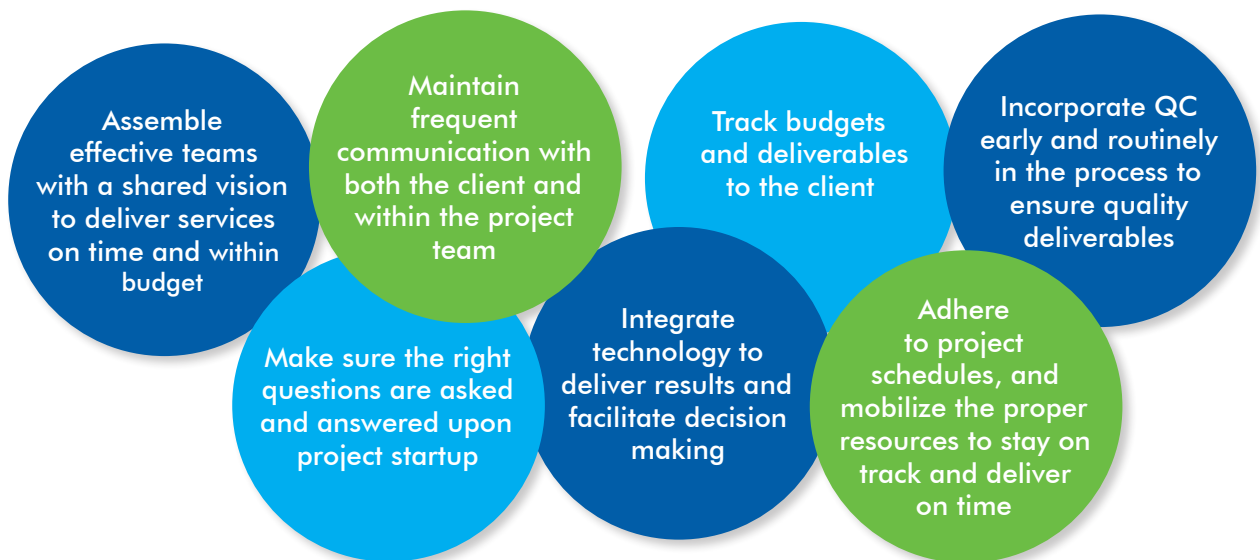 Assemble
effective teams
with a shared vision
to deliver services
on time and within
budget
Make sure the right
questions are asked
and answered upon
project startup
Maintain
frequent
communication with
both the client and
within the project
team
Integrate
technology to
deliver results and
facilitate decision
making
Track budgets
and deliverables
to the client
Adhere
to project
schedules, and
mobilize the proper
resources to stay on
track and deliver
on time
Incorporate QC
early and routinely
in the process to
ensure quality
deliverables